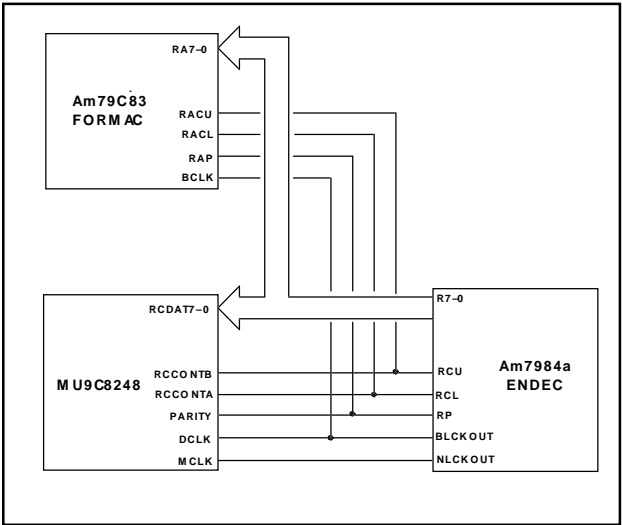 RA7–0
Am79C83
FORMAC
RACU
RACL
RAP
BCLK
RCDAT7–0
MU9C8248
RCCONTB
RCCONTA
PARITY
DCLK
MCLK
R7–0
Am7984a
ENDEC
RCU
RCL
RP
BLCKOUT
NLCKOUT